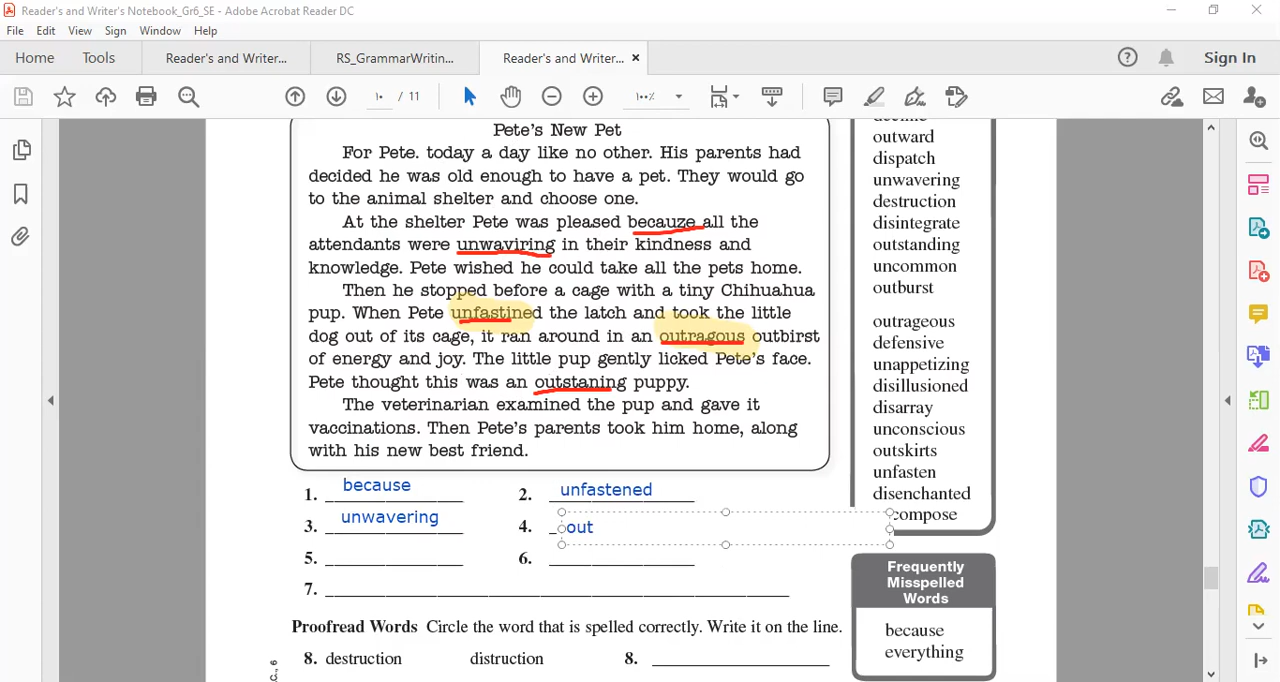 Reader's and Writer's Notebook_Gr6_SE - Adobe Acrobat Reader DC
File Edit View Sign Window Help
Home Tools Reader's and Writer... RS_GrammarWritin... Reader's and Writer... × Sign In
١٠ / 11 ١٠٠%
Pete's New Pet
For Pete. today a day like no other. His parents had
decided he was old enough to have a pet. They would go
to the animal shelter and choose one.
At the shelter Pete was pleased becauze all the
attendants were unwaviring in their kindness and
knowledge. Pete wished he could take all the pets home.
Then he stopped before a cage with a tiny Chihuahua
pup. When Pete unfastined the latch and took the little
dog out of its cage, it ran around in an outragous outbirst
of energy and joy. The little pup gently licked Pete's face.
Pete thought this was an outstaning puppy.
The veterinarian examined the pup and gave it
vaccinations. Then Pete's parents took him home, along
with his new best friend.
outward
dispatch
unwavering
destruction
disintegrate
outstanding
uncommon
outburst
outrageous
defensive
unappetizing
disillusioned
disarray
unconscious
outskirts
unfasten
disenchanted
compose
1. because 2. unfastened
3. unwavering 4. out
5. 6.
7.
Frequently
Misspelled
Words
because
everything
Proofread Words Circle the word that is spelled correctly. Write it on the line.
8. destruction distruction 8.